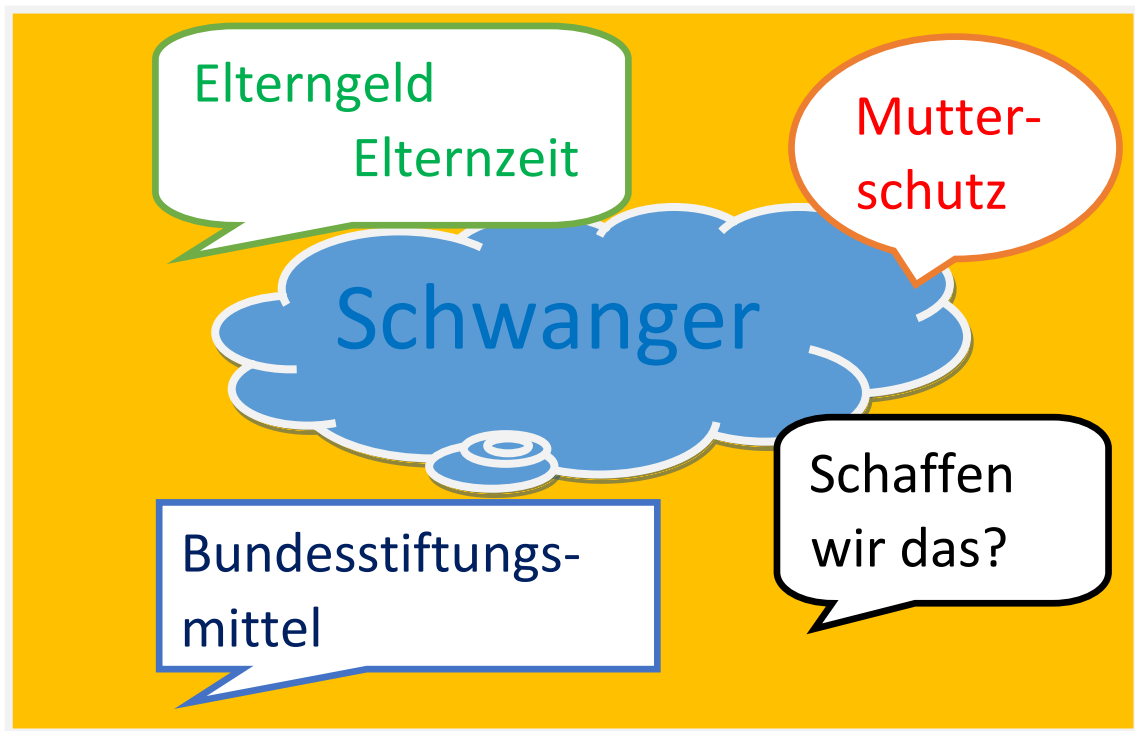 Elterngeld
Elternzeit
Mutter-
schutz
Schwanger
Schaffen
wir das?
Bundesstiftungs-
mittel